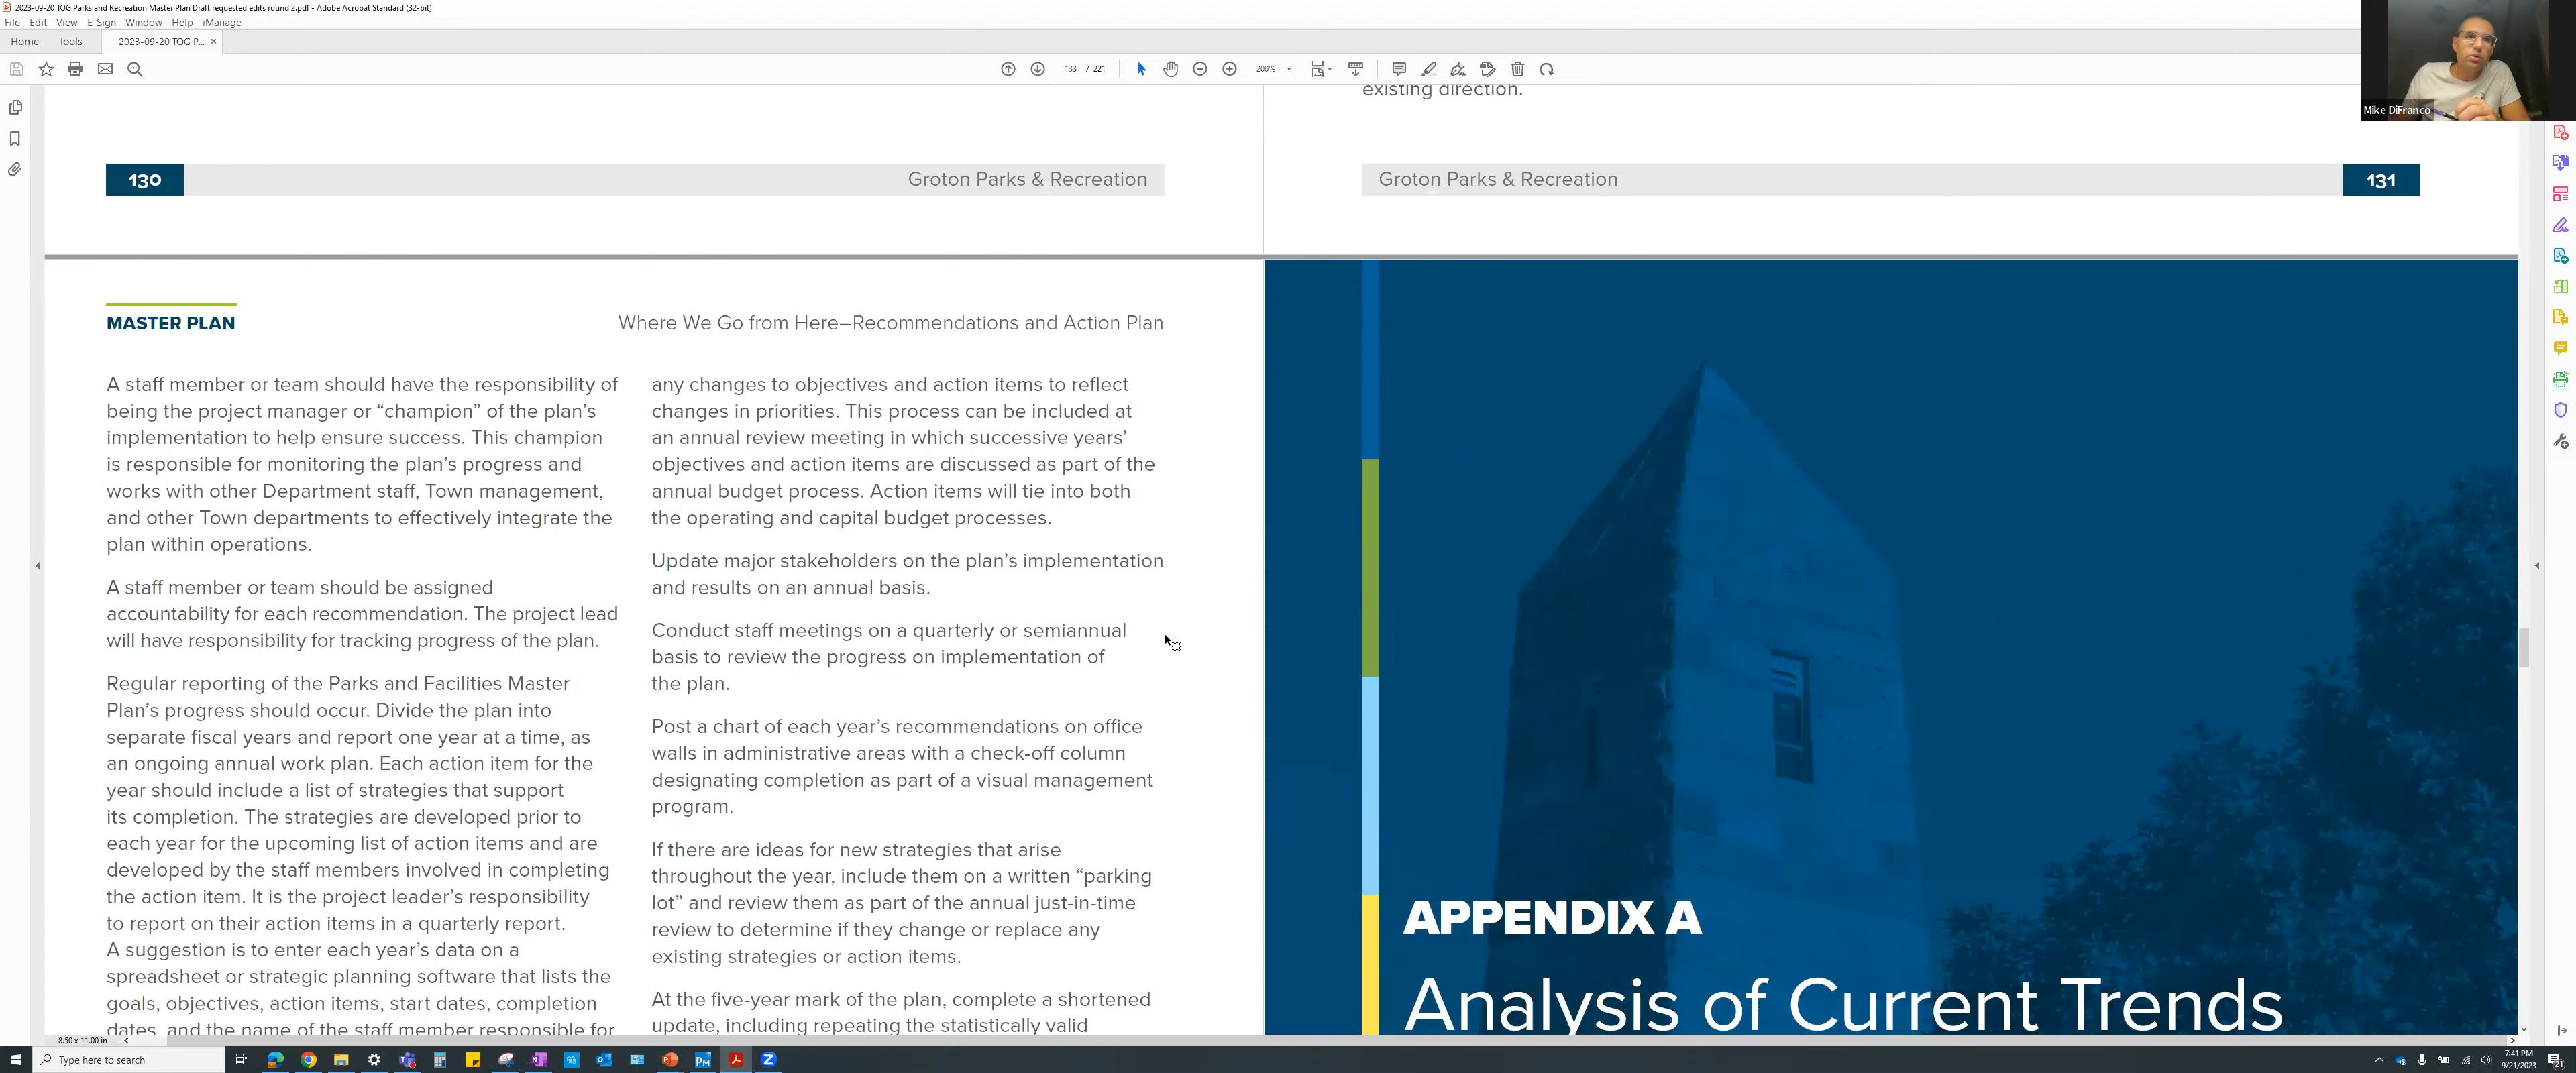 2023-09-20 TOG Parks and Recreation Master Plan Draft requested edits round 2.pdf - Adobe Acrobat Standard (32-bit)
File Edit View E-Sign Window Help iManage
Home Tools 2023-09-20 TOG P... ×
133 / 221 200%
existing direction.
Mike DiFranco
130 Groton Parks & Recreation
Groton Parks & Recreation 131
MASTER PLAN
Where We Go from Here–Recommendations and Action Plan
A staff member or team should have the responsibility of
being the project manager or “champion” of the plan’s
implementation to help ensure success. This champion
is responsible for monitoring the plan’s progress and
works with other Department staff, Town management,
and other Town departments to effectively integrate the
plan within operations.
A staff member or team should be assigned
accountability for each recommendation. The project lead
will have responsibility for tracking progress of the plan.
Regular reporting of the Parks and Facilities Master
Plan’s progress should occur. Divide the plan into
separate fiscal years and report one year at a time, as
an ongoing annual work plan. Each action item for the
year should include a list of strategies that support
its completion. The strategies are developed prior to
each year for the upcoming list of action items and are
developed by the staff members involved in completing
the action item. It is the project leader’s responsibility
to report on their action items in a quarterly report.
A suggestion is to enter each year’s data on a
spreadsheet or strategic planning software that lists the
goals, objectives, action items, start dates, completion
dates, and the name of the staff member responsible for
any changes to objectives and action items to reflect
changes in priorities. This process can be included at
an annual review meeting in which successive years’
objectives and action items are discussed as part of the
annual budget process. Action items will tie into both
the operating and capital budget processes.
Update major stakeholders on the plan’s implementation
and results on an annual basis.
Conduct staff meetings on a quarterly or semiannual
basis to review the progress on implementation of
the plan.
Post a chart of each year’s recommendations on office
walls in administrative areas with a check-off column
designating completion as part of a visual management
program.
If there are ideas for new strategies that arise
throughout the year, include them on a written “parking
lot” and review them as part of the annual just-in-time
review to determine if they change or replace any
existing strategies or action items.
At the five-year mark of the plan, complete a shortened
update, including repeating the statistically valid
APPENDIX A
Analysis of Current Trends
8.50 x 11.00 in
Type here to search
7:41 PM
9/21/2023